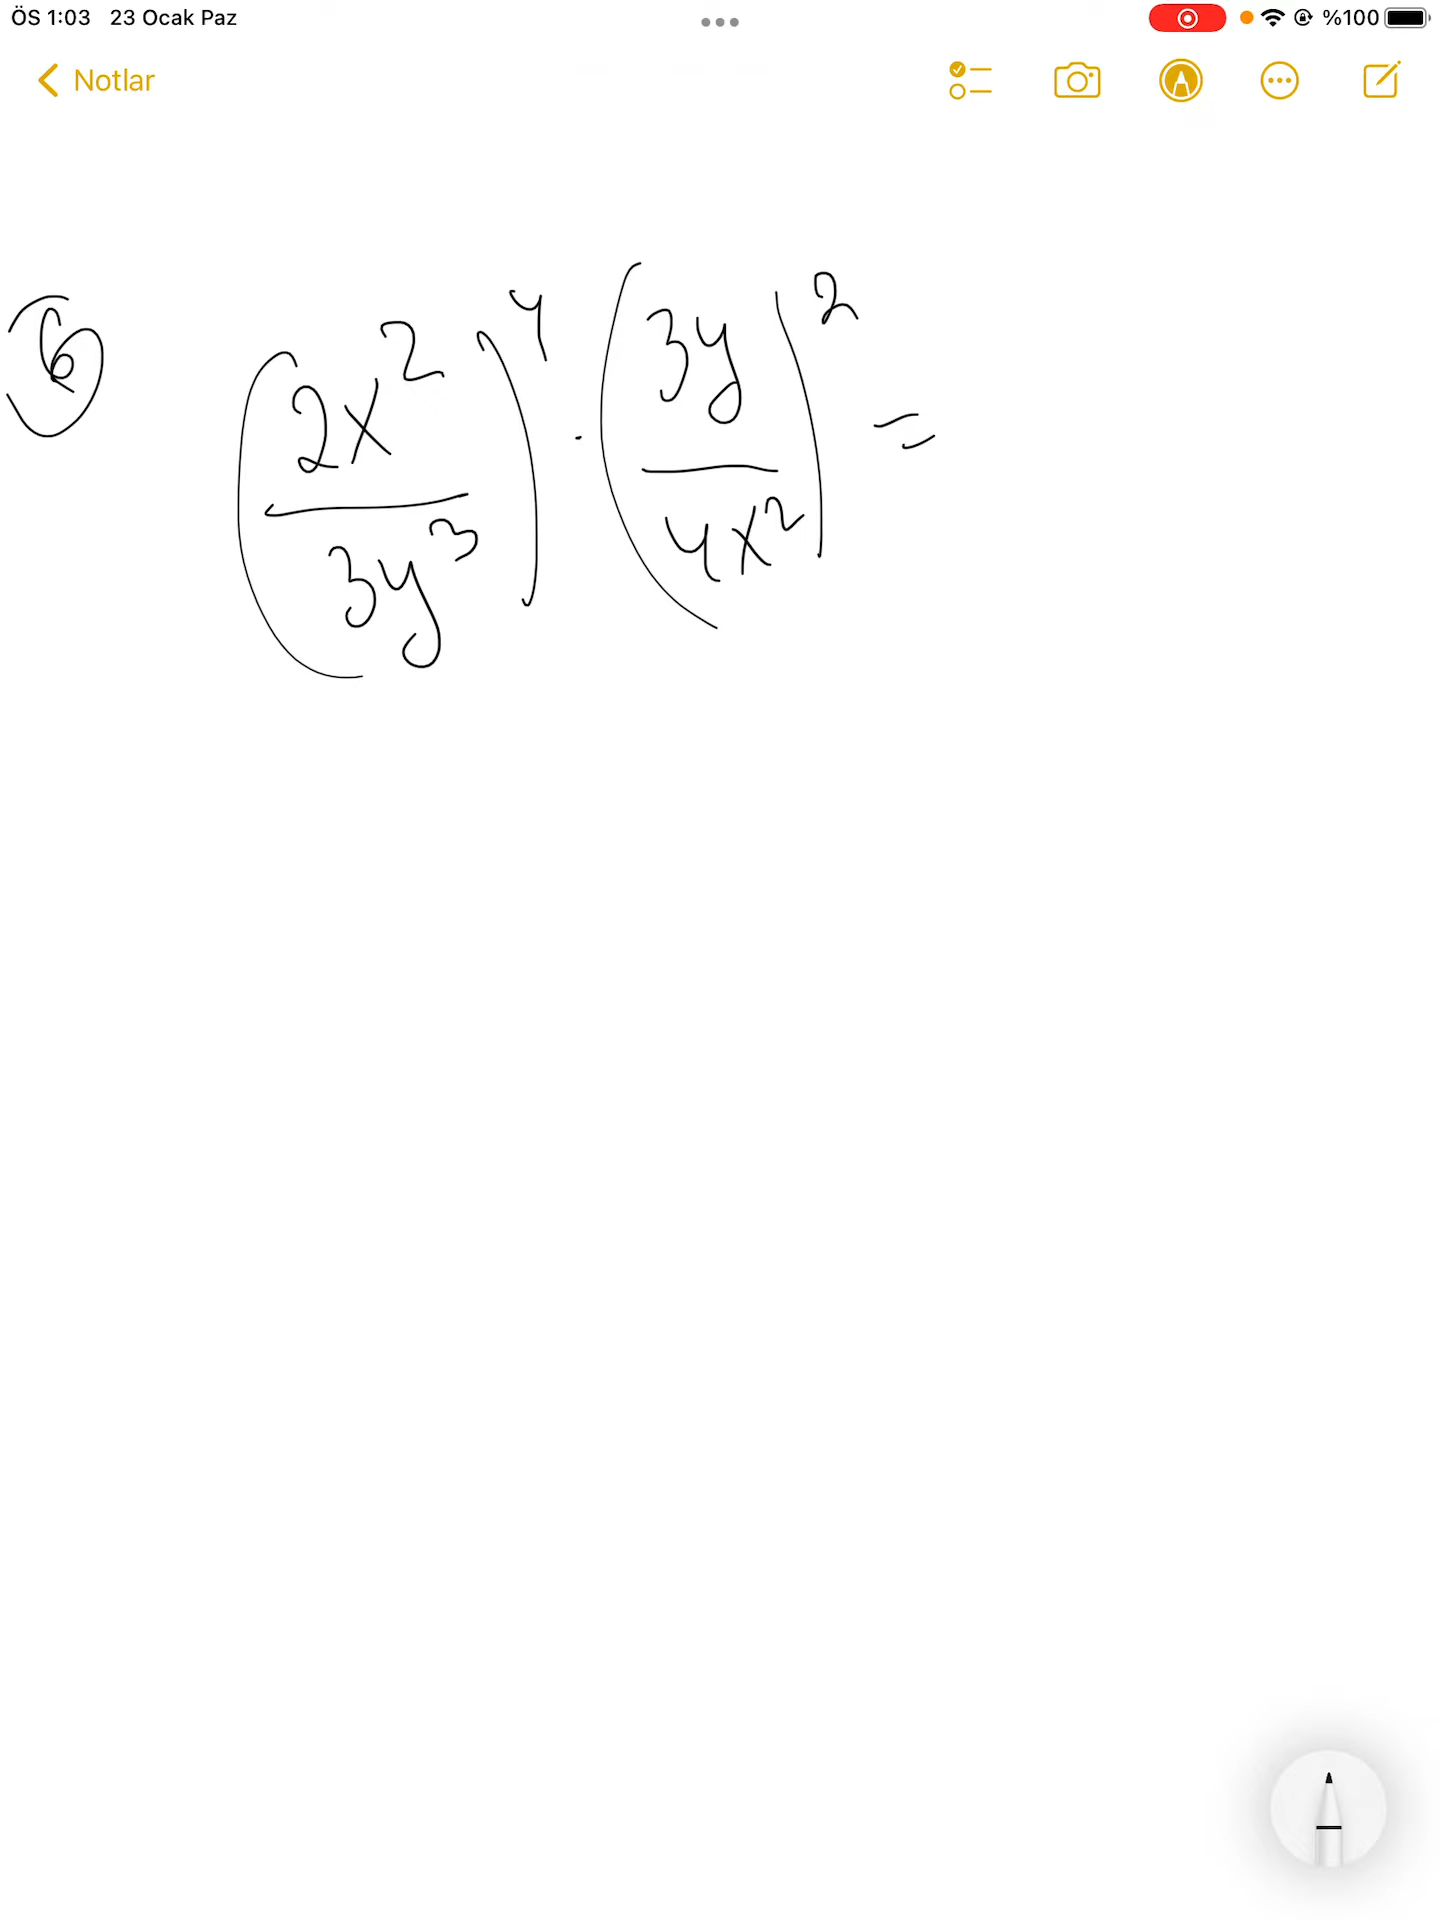 ÖS 1:03 23 Ocak Paz %100
Notlar
6 (2x²/3y³)⁴ · (3y/4x²)² =